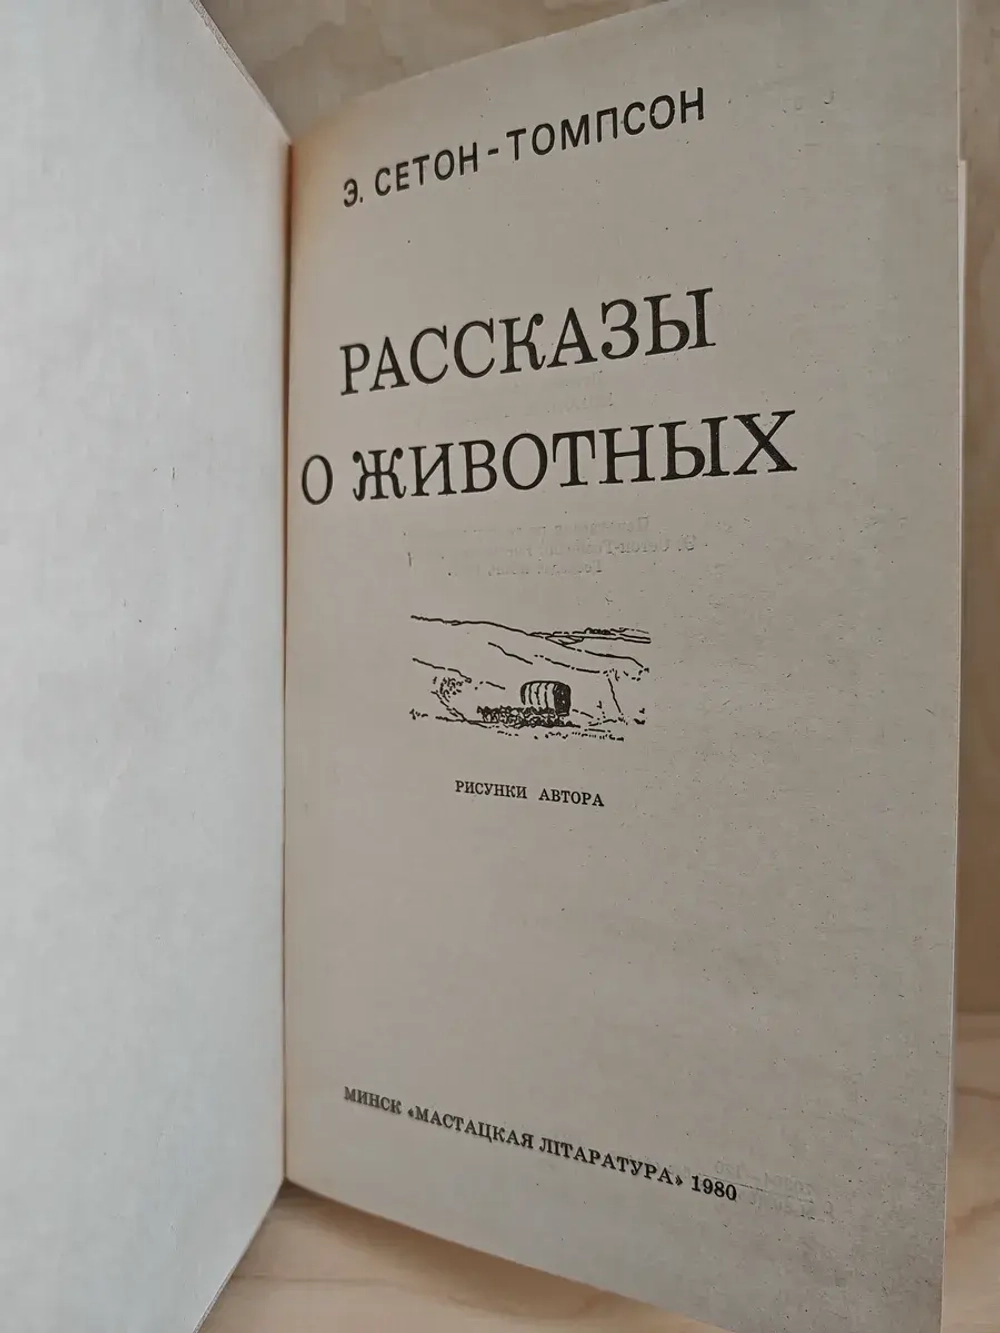 Э. СЕТОН-ТОМПСОН
РАССКАЗЫ
О ЖИВОТНЫХ
РИСУНКИ АВТОРА
МИНСК «МАСТАЦКАЯ ЛІТАРАТУРА» 1980